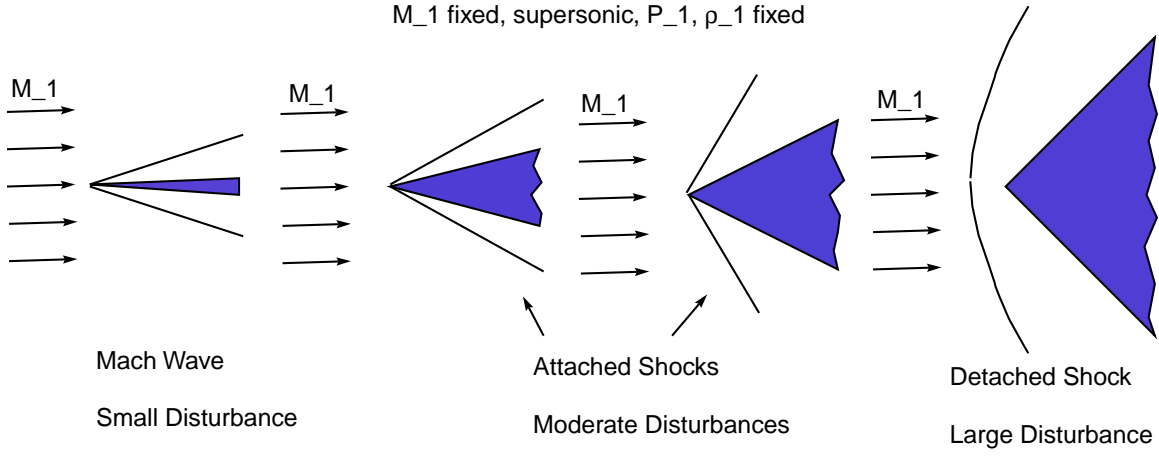 M_1 fixed, supersonic, P_1, ρ_1 fixed
M_1
M_1
M_1
M_1
Mach Wave
Small Disturbance
Attached Shocks
Moderate Disturbances
Detached Shock
Large Disturbance